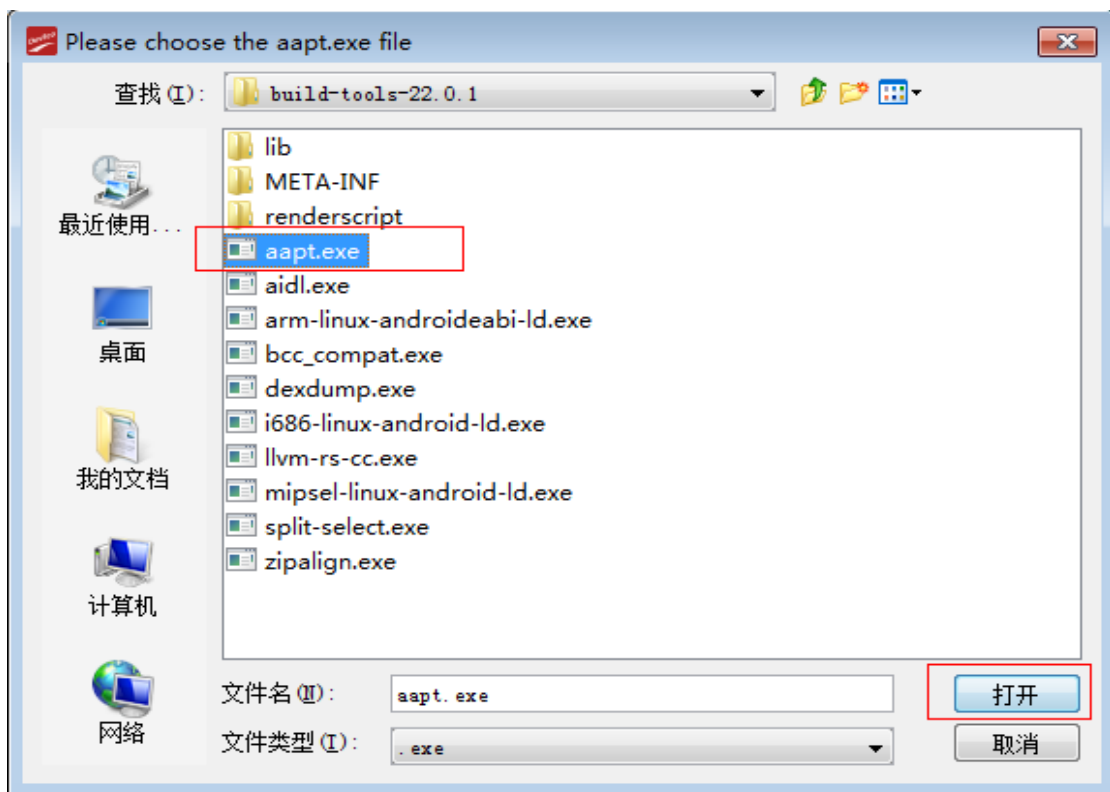 Please choose the aapt.exe file
查找(I):
build-tools-22.0.1
lib
META-INF
renderscript
aapt.exe
aidl.exe
arm-linux-androideabi-ld.exe
bcc_compat.exe
dexdump.exe
i686-linux-android-ld.exe
llvm-rs-cc.exe
mipsel-linux-android-ld.exe
split-select.exe
zipalign.exe
最近使用...
桌面
我的文档
计算机
网络
文件名(N):
aapt.exe
打开
文件类型(I):
.exe
取消